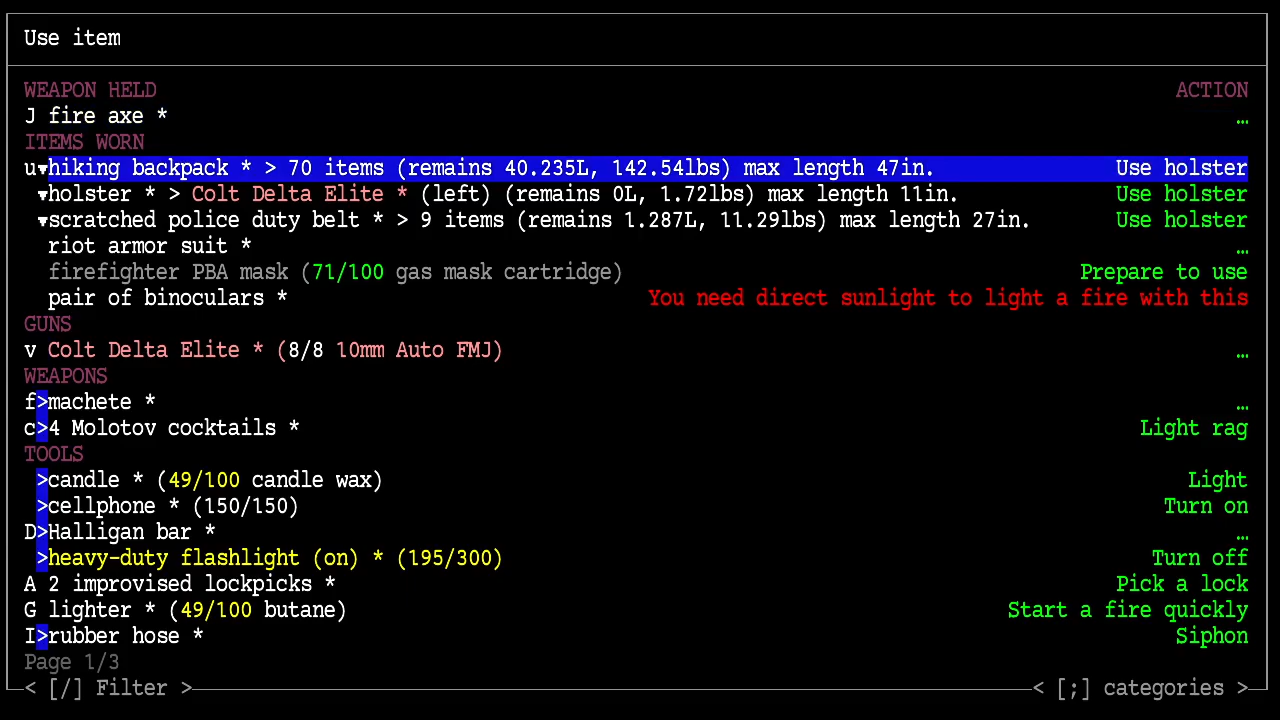 Use item
WEAPON HELD ACTION
J fire axe * …
ITEMS WORN
u▾hiking backpack * > 70 items (remains 40.235L, 142.54lbs) max length 47in. Use holster
▾holster * > Colt Delta Elite * (left) (remains 0L, 1.72lbs) max length 11in. Use holster
▾scratched police duty belt * > 9 items (remains 1.287L, 11.29lbs) max length 27in. Use holster
riot armor suit * …
firefighter PBA mask (71/100 gas mask cartridge) Prepare to use
pair of binoculars * You need direct sunlight to light a fire with this
GUNS
v Colt Delta Elite * (8/8 10mm Auto FMJ) …
WEAPONS
f>machete * …
c>4 Molotov cocktails * Light rag
TOOLS
>candle * (49/100 candle wax) Light
>cellphone * (150/150) Turn on
D>Halligan bar * …
>heavy-duty flashlight (on) * (195/300) Turn off
A 2 improvised lockpicks * Pick a lock
G lighter * (49/100 butane) Start a fire quickly
I>rubber hose * Siphon
Page 1/3
< [/] Filter > < [;] categories >